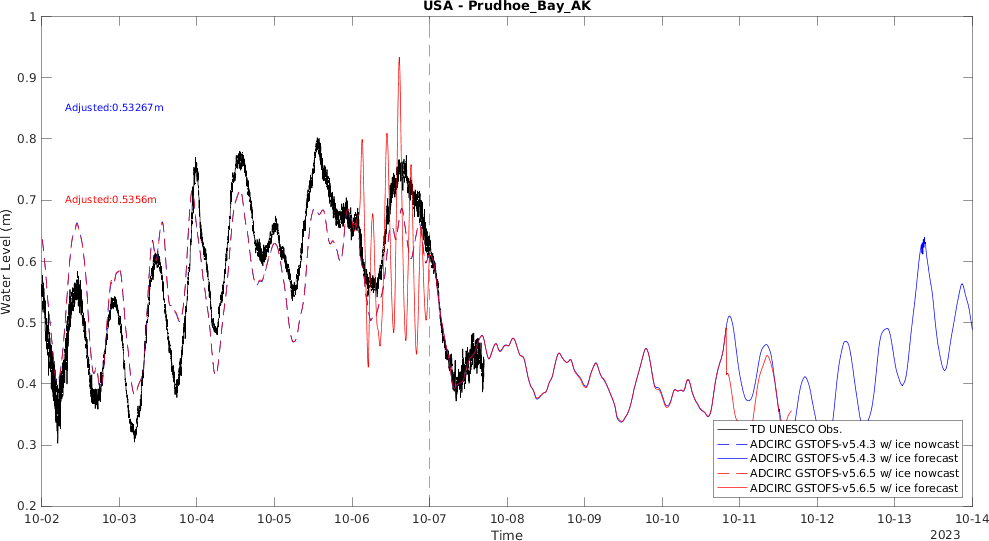 USA - Prudhoe_Bay_AK
1
0.9
0.8
0.7
0.6
0.5
0.4
0.3
0.2
Water Level (m)
Adjusted:0.53267m
Adjusted:0.5356m
TD UNESCO Obs.
ADCIRC GSTOFS-v5.4.3 w/ ice nowcast
ADCIRC GSTOFS-v5.4.3 w/ ice forecast
ADCIRC GSTOFS-v5.6.5 w/ ice nowcast
ADCIRC GSTOFS-v5.6.5 w/ ice forecast
10-02 10-03 10-04 10-05 10-06 10-07 10-08 10-09 10-10 10-11 10-12 10-13 10-14
Time
2023